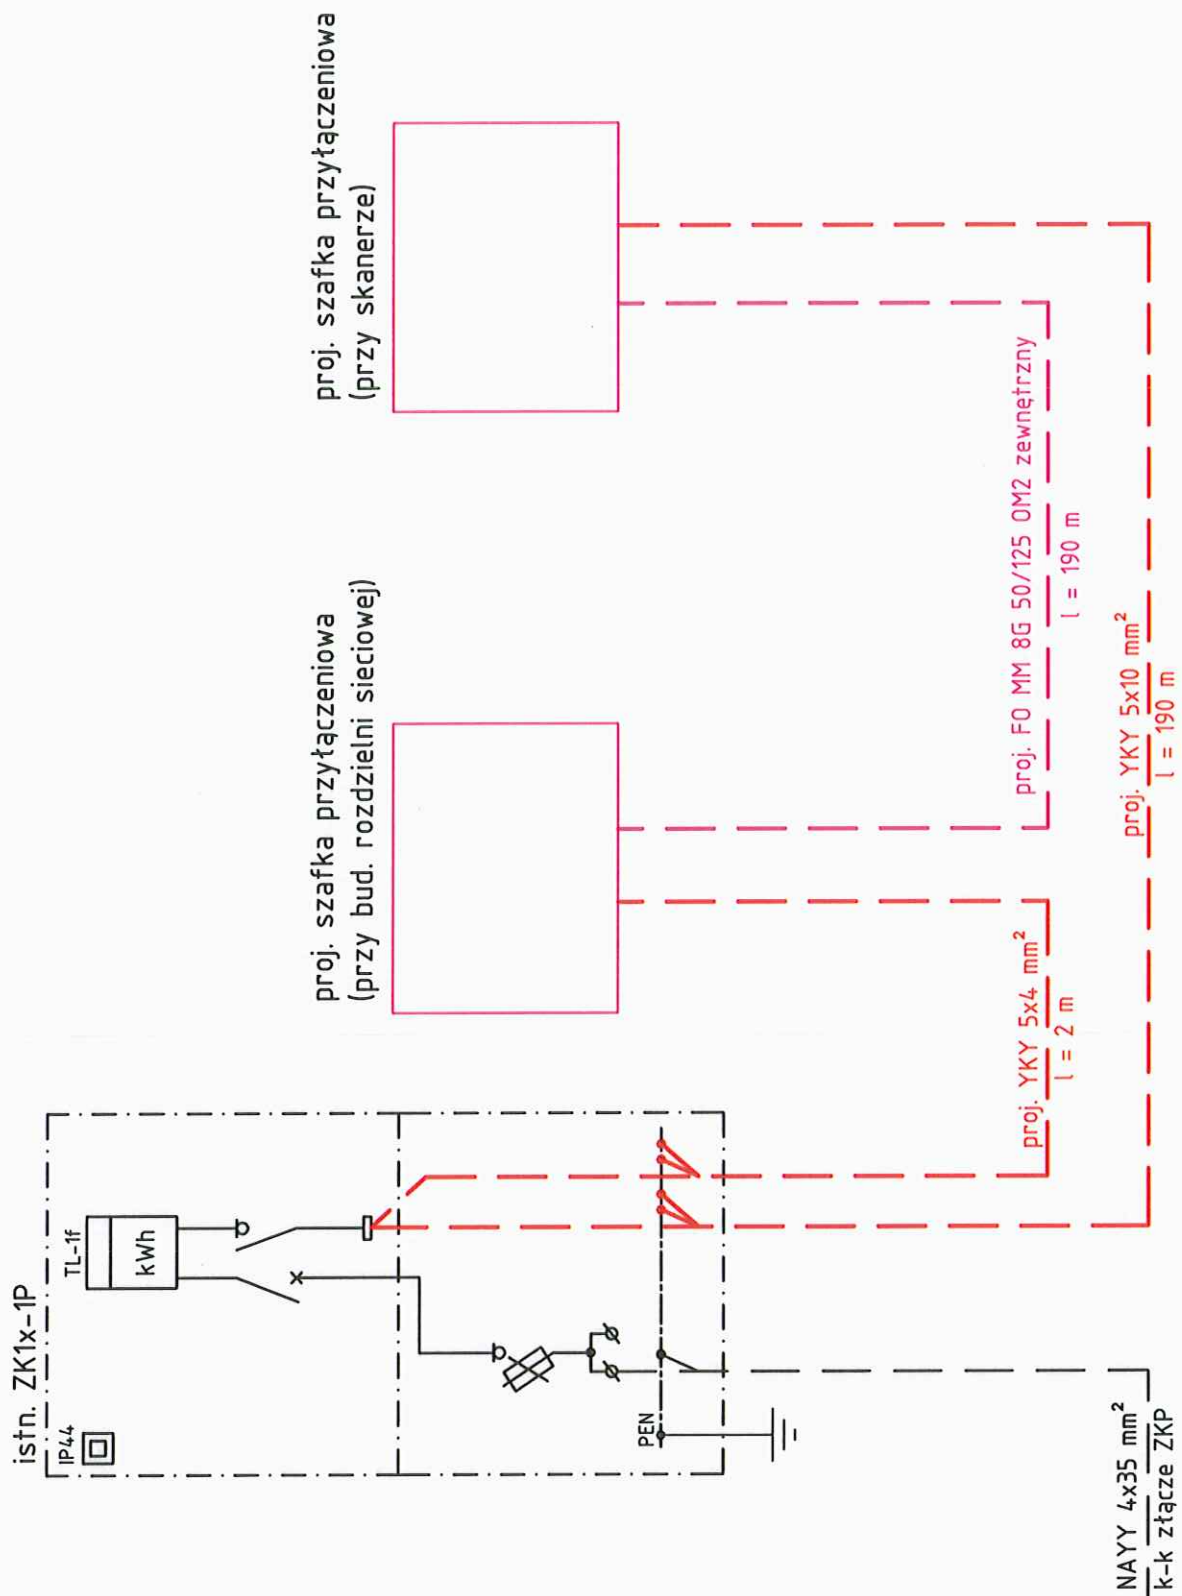 istn. ZK1x-1P
IP44
TL-1f
kWh
PEN
NAYY 4x35 mm²
k-k złącze ZKP
proj. szafka przyłączeniowa
(przy bud. rozdzielni sieciowej)
proj. YKY 5x4 mm²
l = 2 m
proj. szafka przyłączeniowa
(przy skanerze)
proj. FO MM 8G 50/125 OM2 zewnętrzny
l = 190 m
proj. YKY 5x10 mm²
l = 190 m